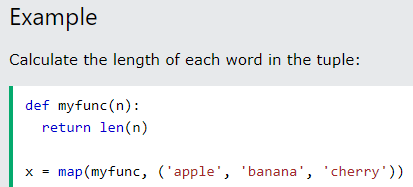 Example
Calculate the length of each word in the tuple:
def myfunc(n):
  return len(n)
x = map(myfunc, ('apple', 'banana', 'cherry'))